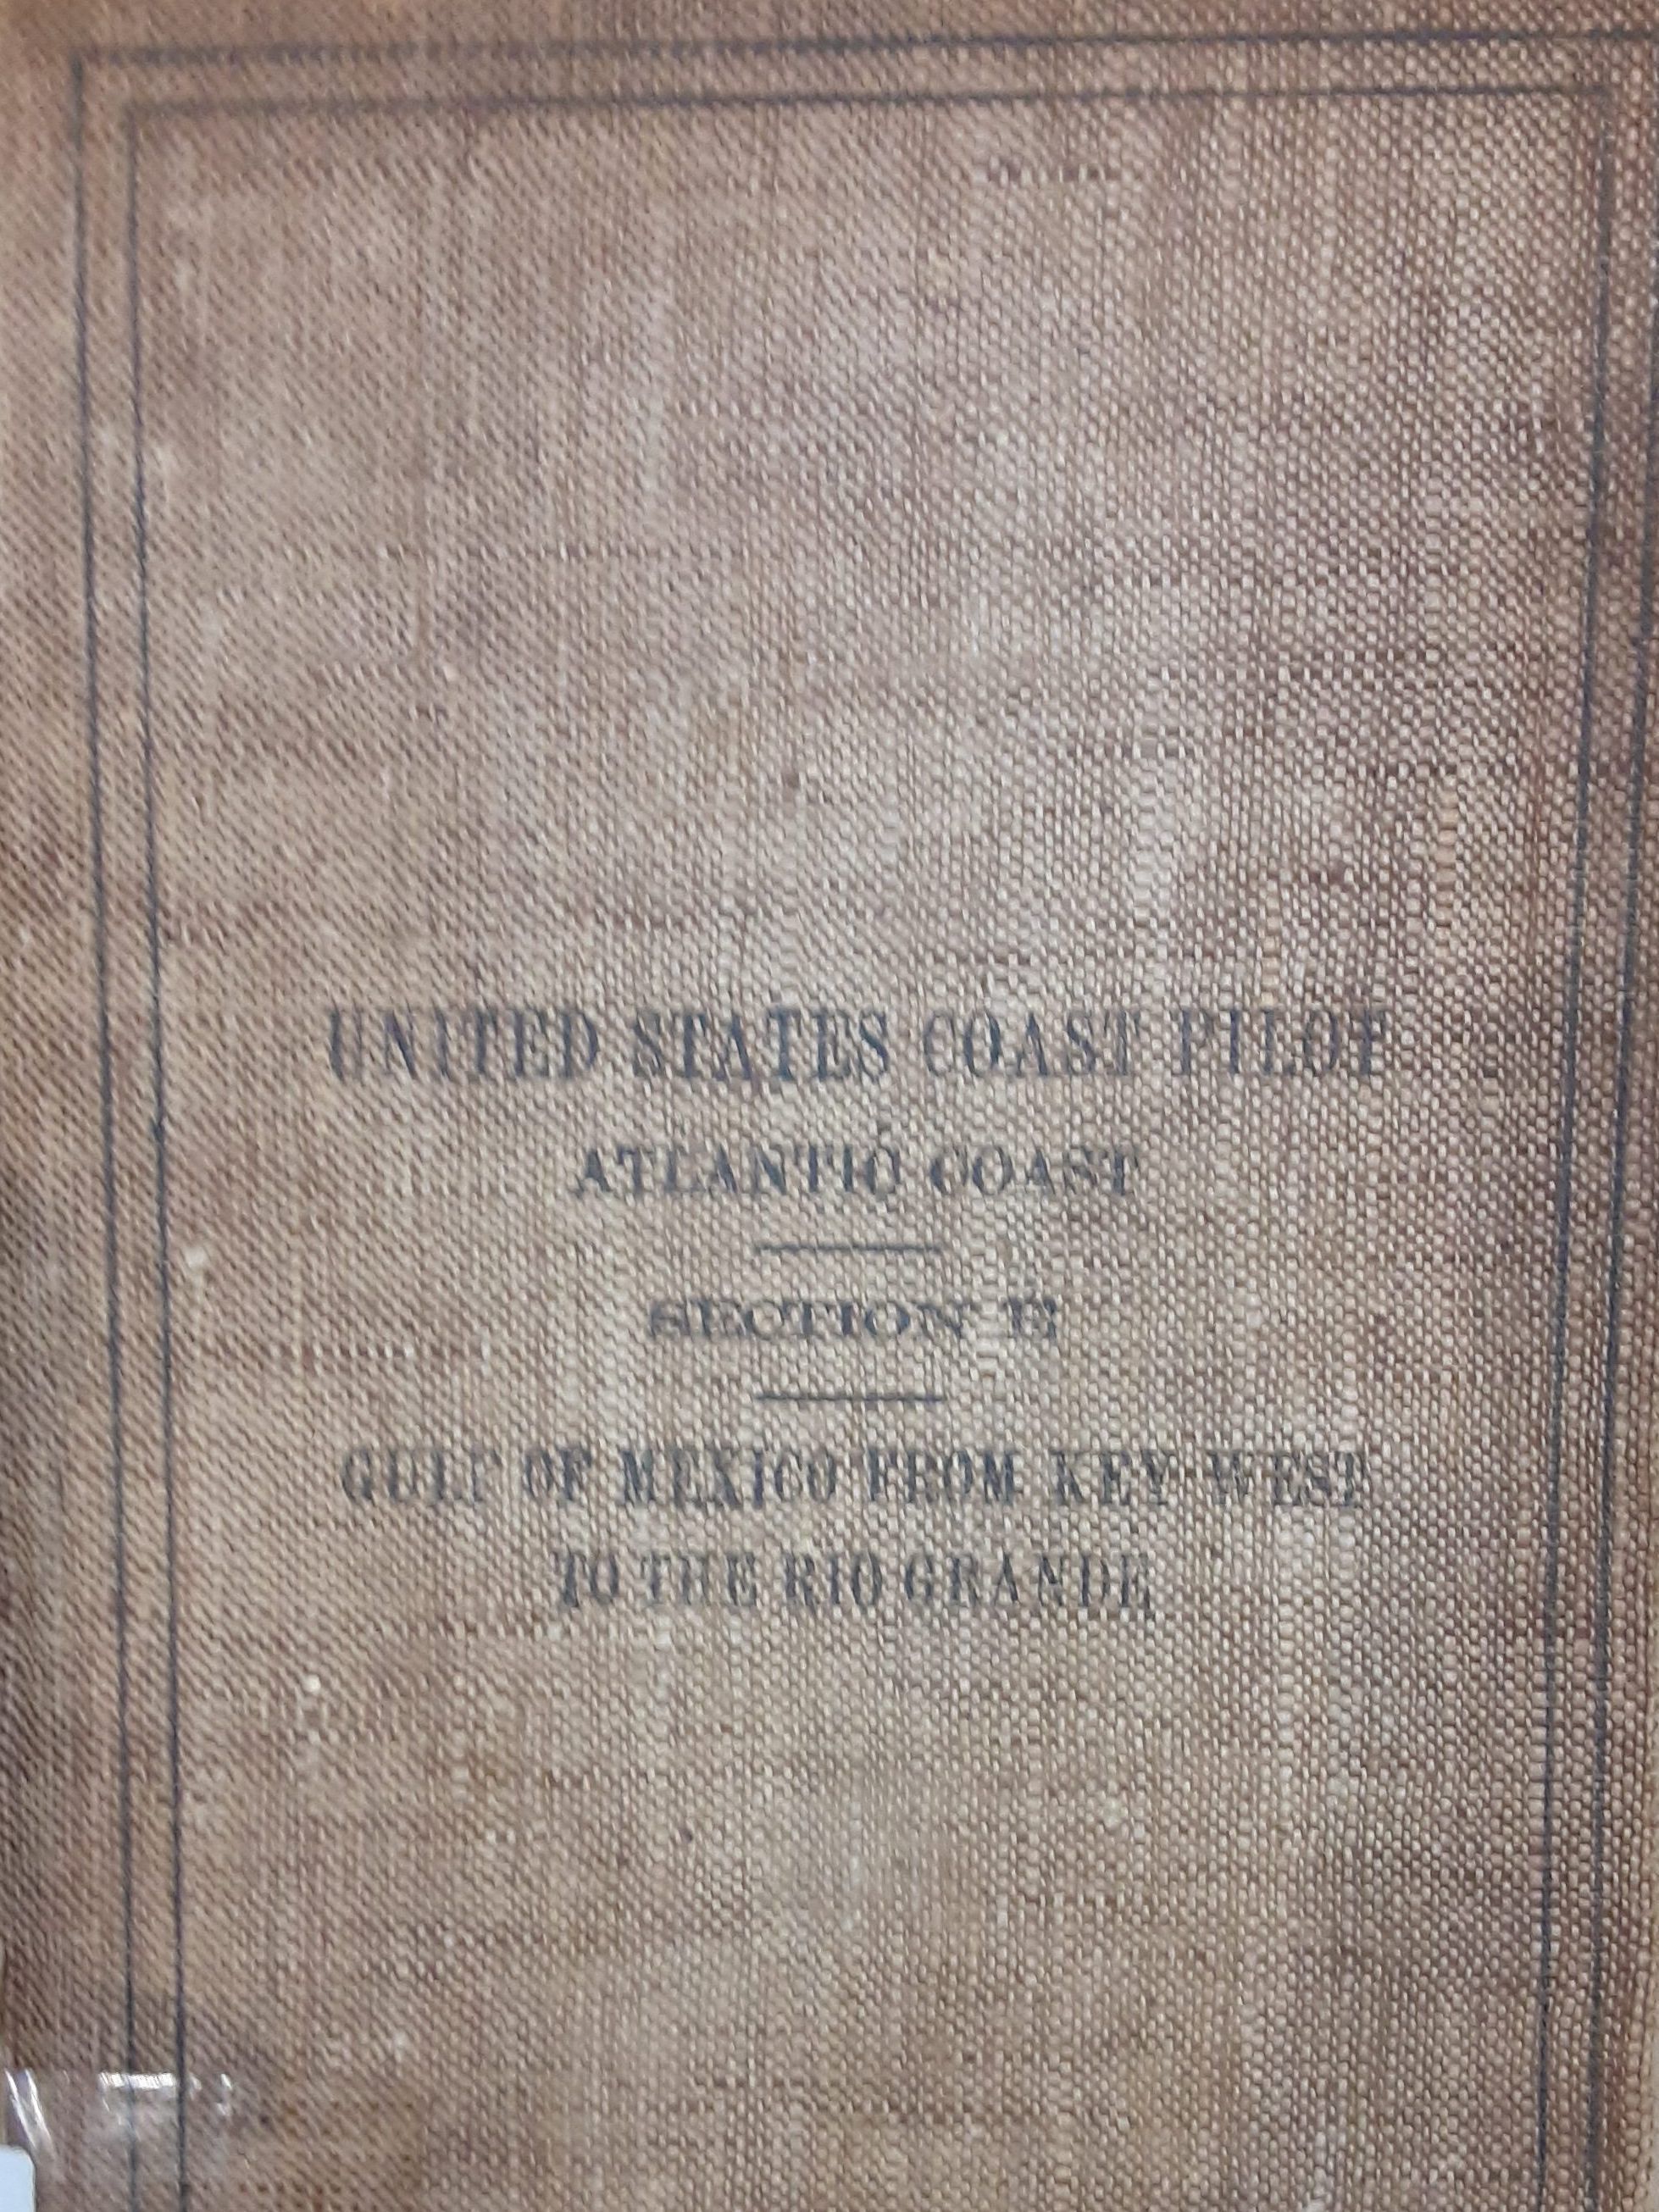 UNITED STATES COAST PILOT
ATLANTIC COAST
SECTION E
GULF OF MEXICO FROM KEY WEST
TO THE RIO GRANDE